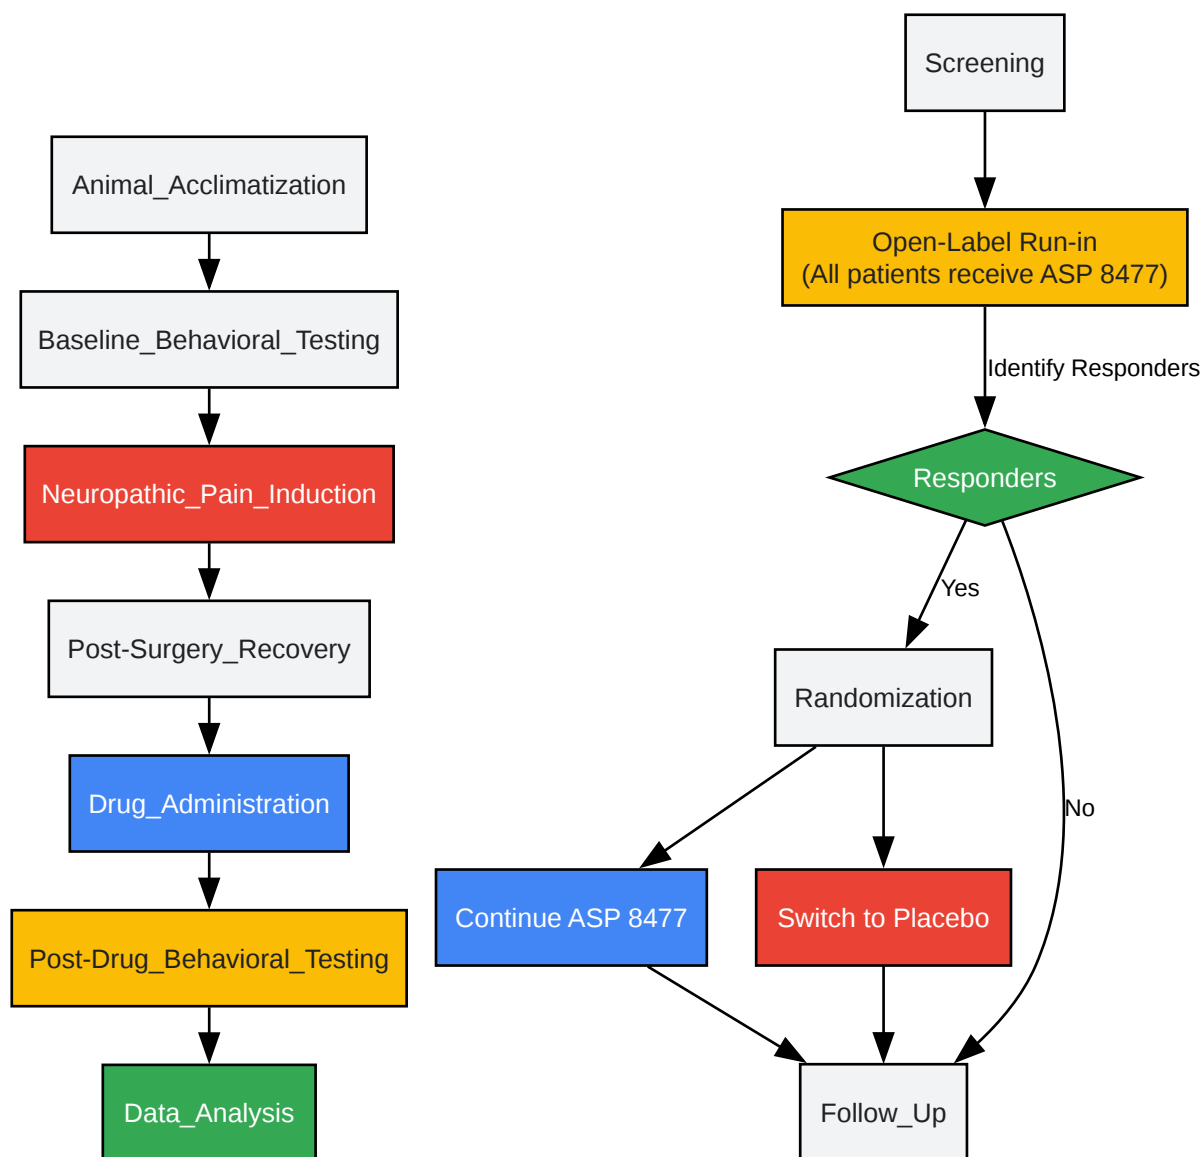 Animal_Acclimatization
Baseline_Behavioral_Testing
Neuropathic_Pain_Induction
Post-Surgery_Recovery
Drug_Administration
Post-Drug_Behavioral_Testing
Data_Analysis
Screening
Open-Label Run-in
(All patients receive ASP 8477)
Identify Responders
Responders
Yes
Randomization
No
Continue ASP 8477
Switch to Placebo
Follow_Up